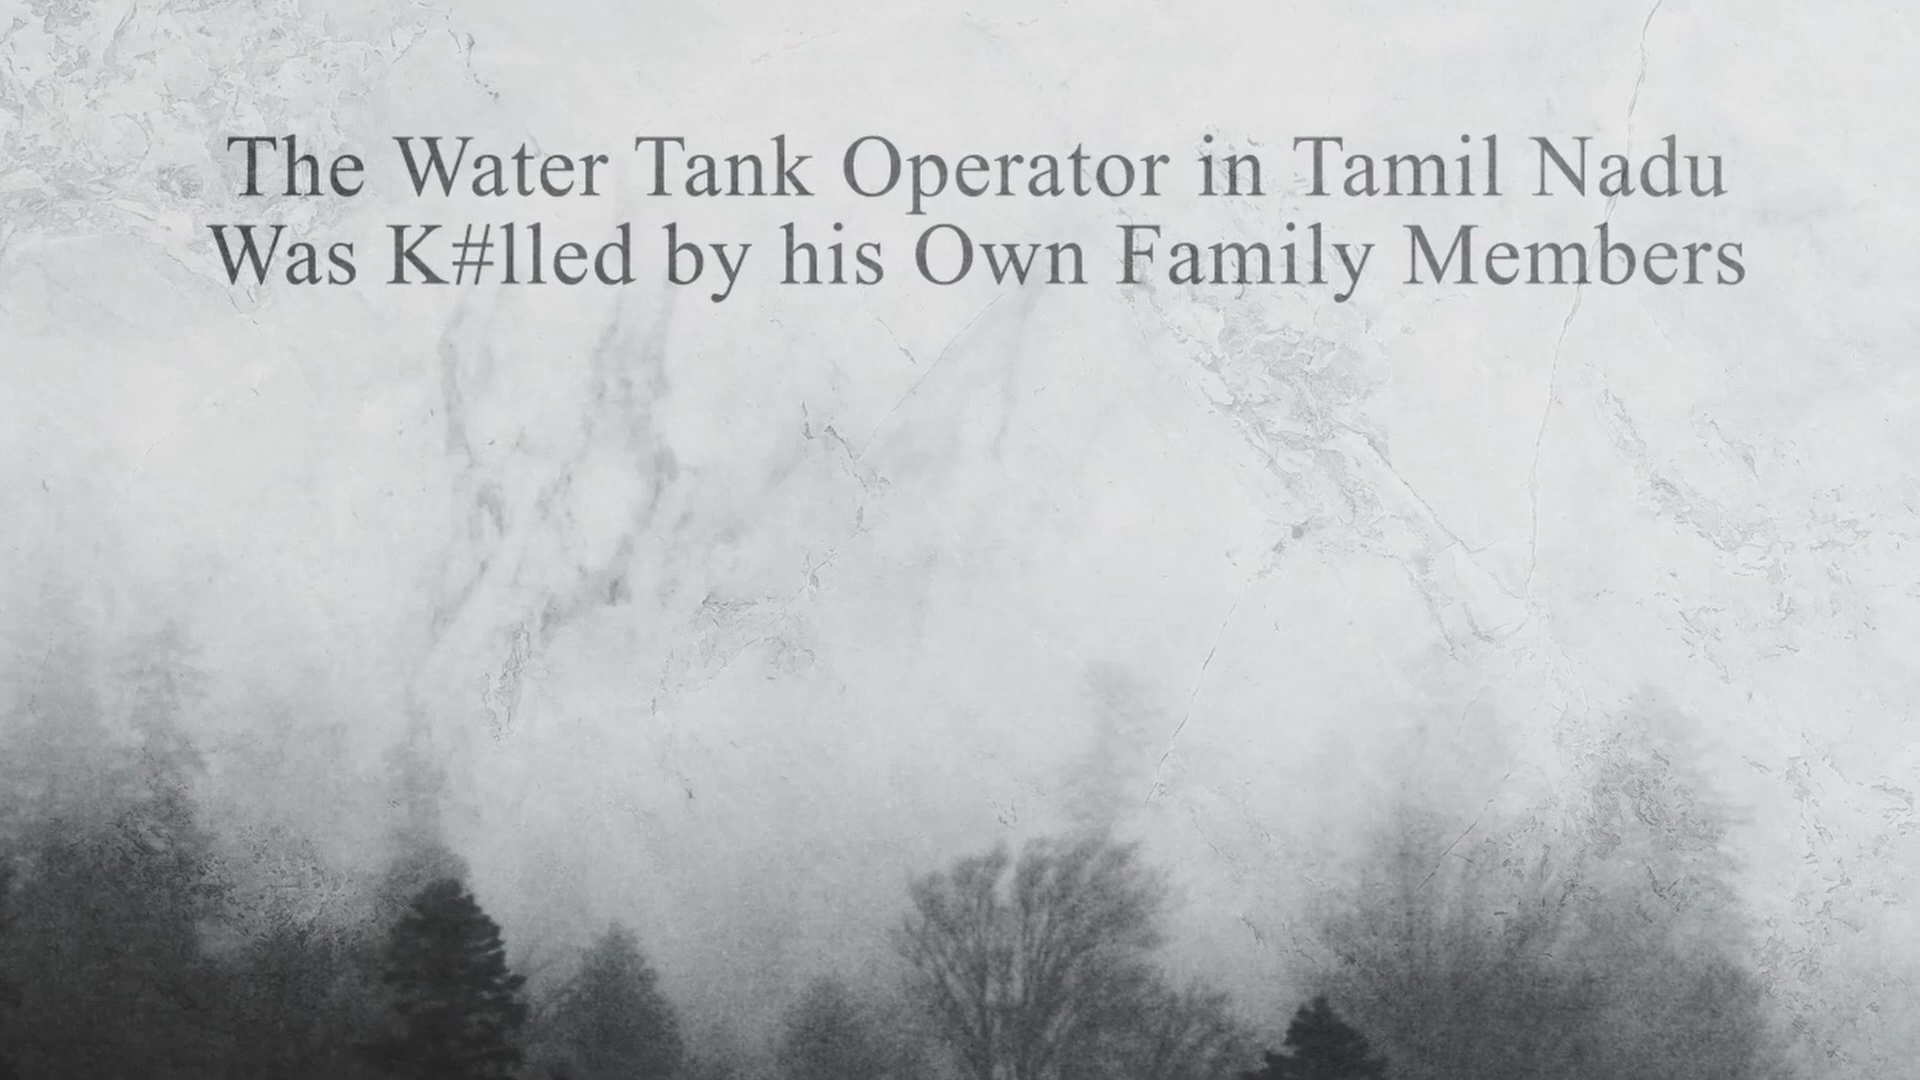 The Water Tank Operator in Tamil Nadu
Was K#lled by his Own Family Members